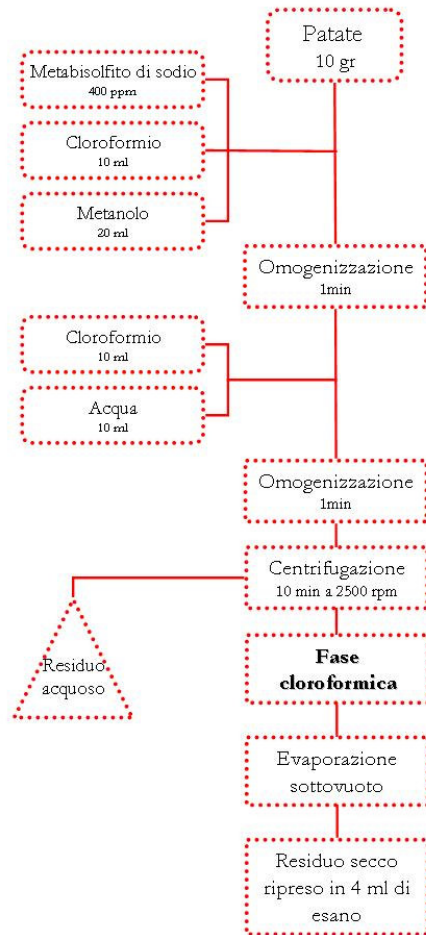 Patate
10 gr
Metabisolfito di sodio
400 ppm
Cloroformio
10 ml
Metanolo
20 ml
Omogenizzazione
1min
Cloroformio
10 ml
Acqua
10 ml
Omogenizzazione
1min
Centrifugazione
10 min a 2500 rpm
Residuo
acquoso
Fase
cloroformica
Evaporazione
sottovuoto
Residuo secco
ripreso in 4 ml di
esano